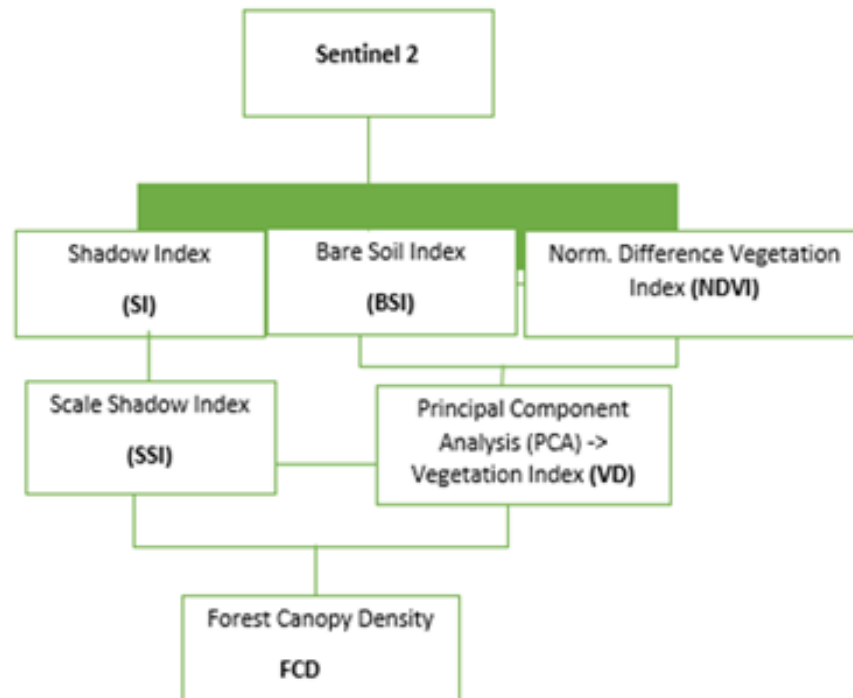 Sentinel 2
Shadow Index
(SI)
Bare Soil Index
(BSI)
Norm. Difference Vegetation
Index (NDVI)
Scale Shadow Index
(SSI)
Principal Component
Analysis (PCA) ->
Vegetation Index (VD)
Forest Canopy Density
FCD